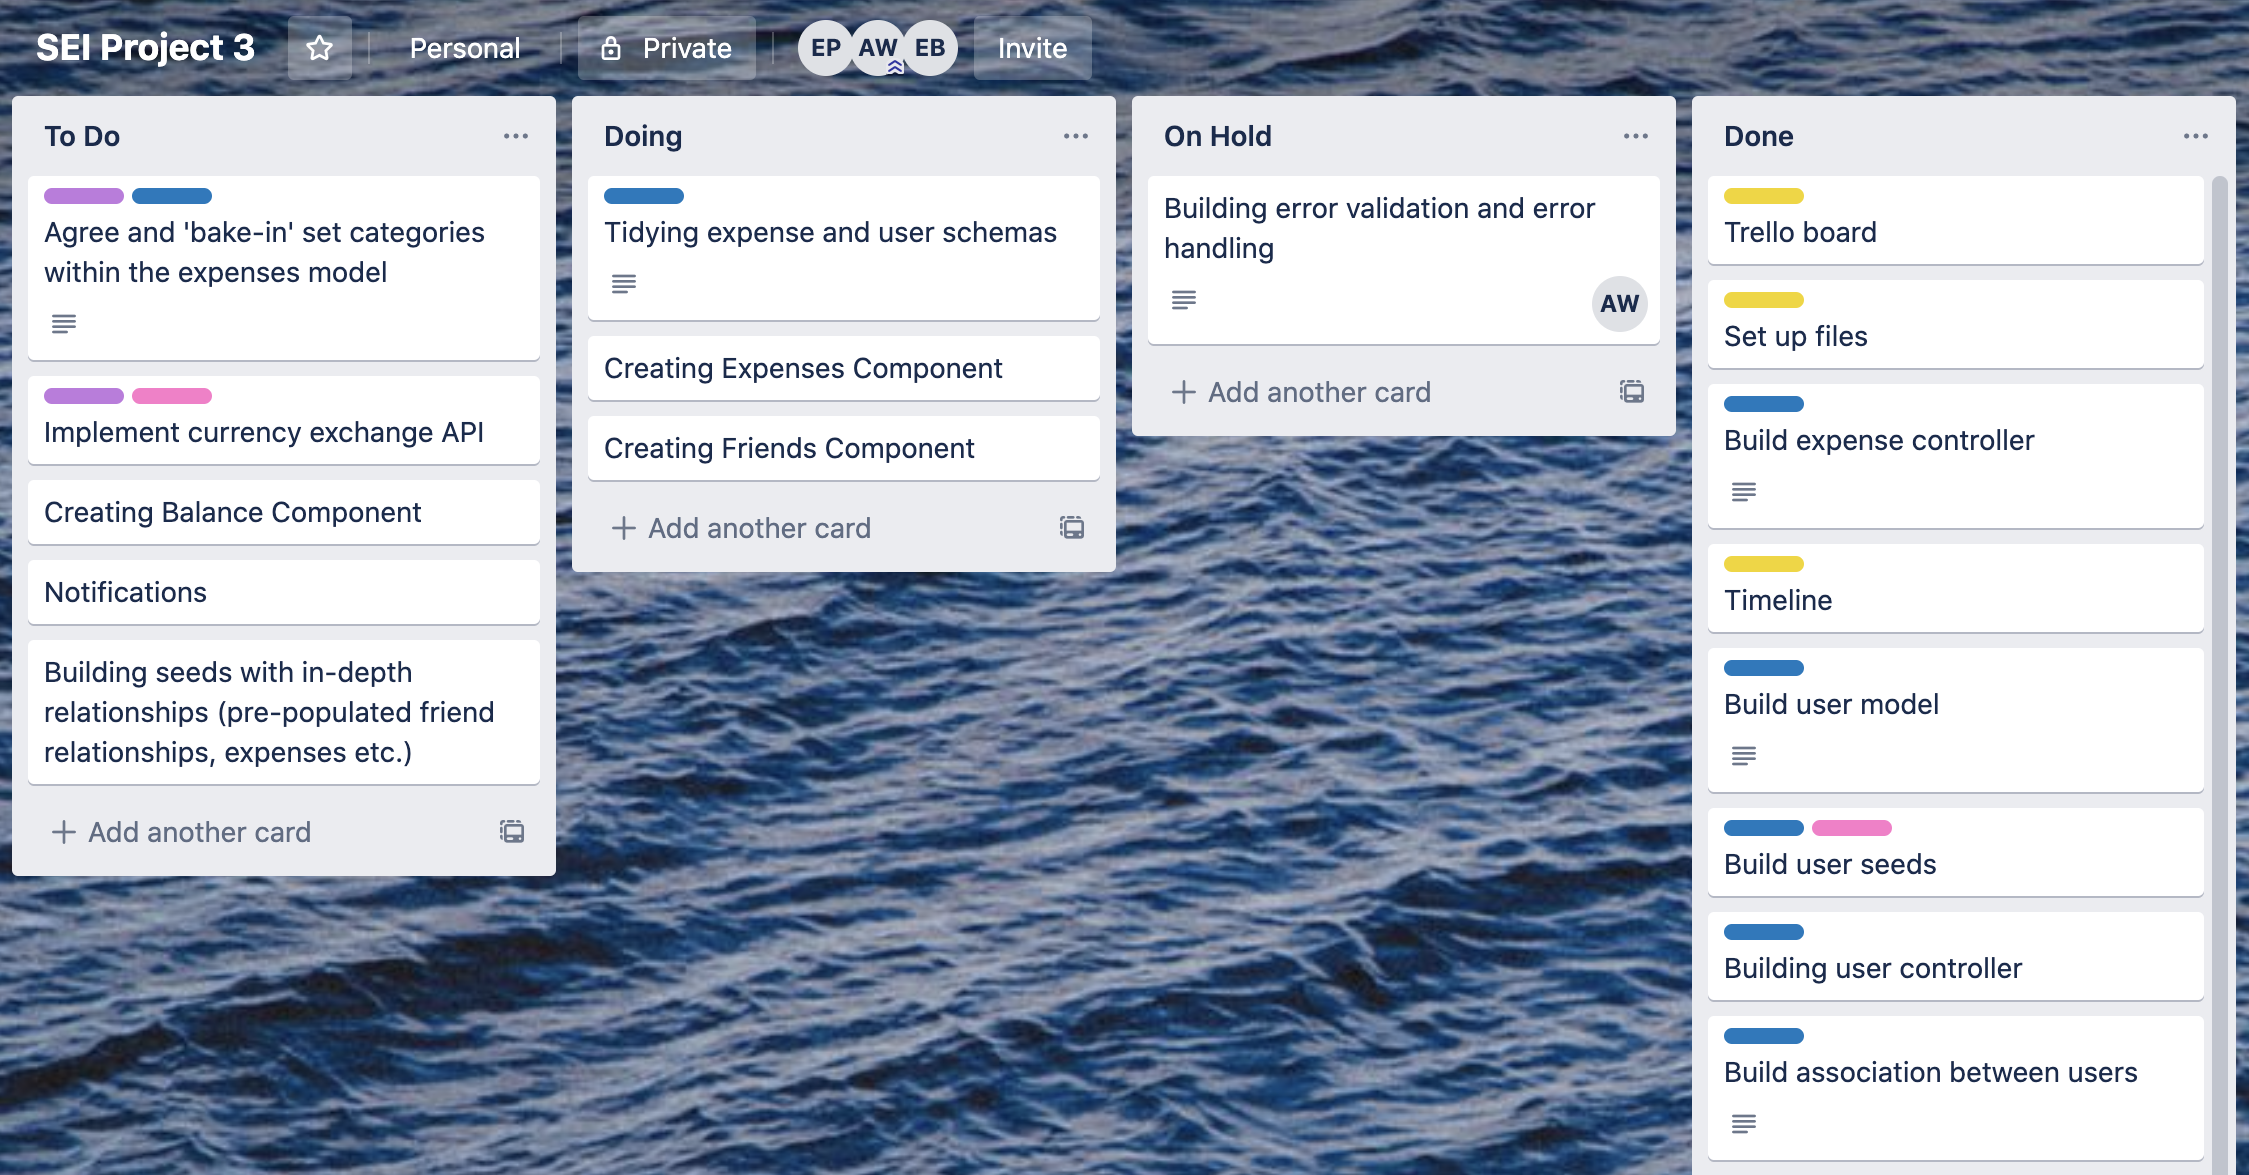 SEI Project 3
Personal
Private
EP
AW
EB
Invite
To Do
Agree and 'bake-in' set categories
within the expenses model
Implement currency exchange API
Creating Balance Component
Notifications
Building seeds with in-depth
relationships (pre-populated friend
relationships, expenses etc.)
Add another card
Doing
Tidying expense and user schemas
Creating Expenses Component
Creating Friends Component
Add another card
On Hold
Building error validation and error
handling
AW
Add another card
Done
Trello board
Set up files
Build expense controller
Timeline
Build user model
Build user seeds
Building user controller
Build association between users